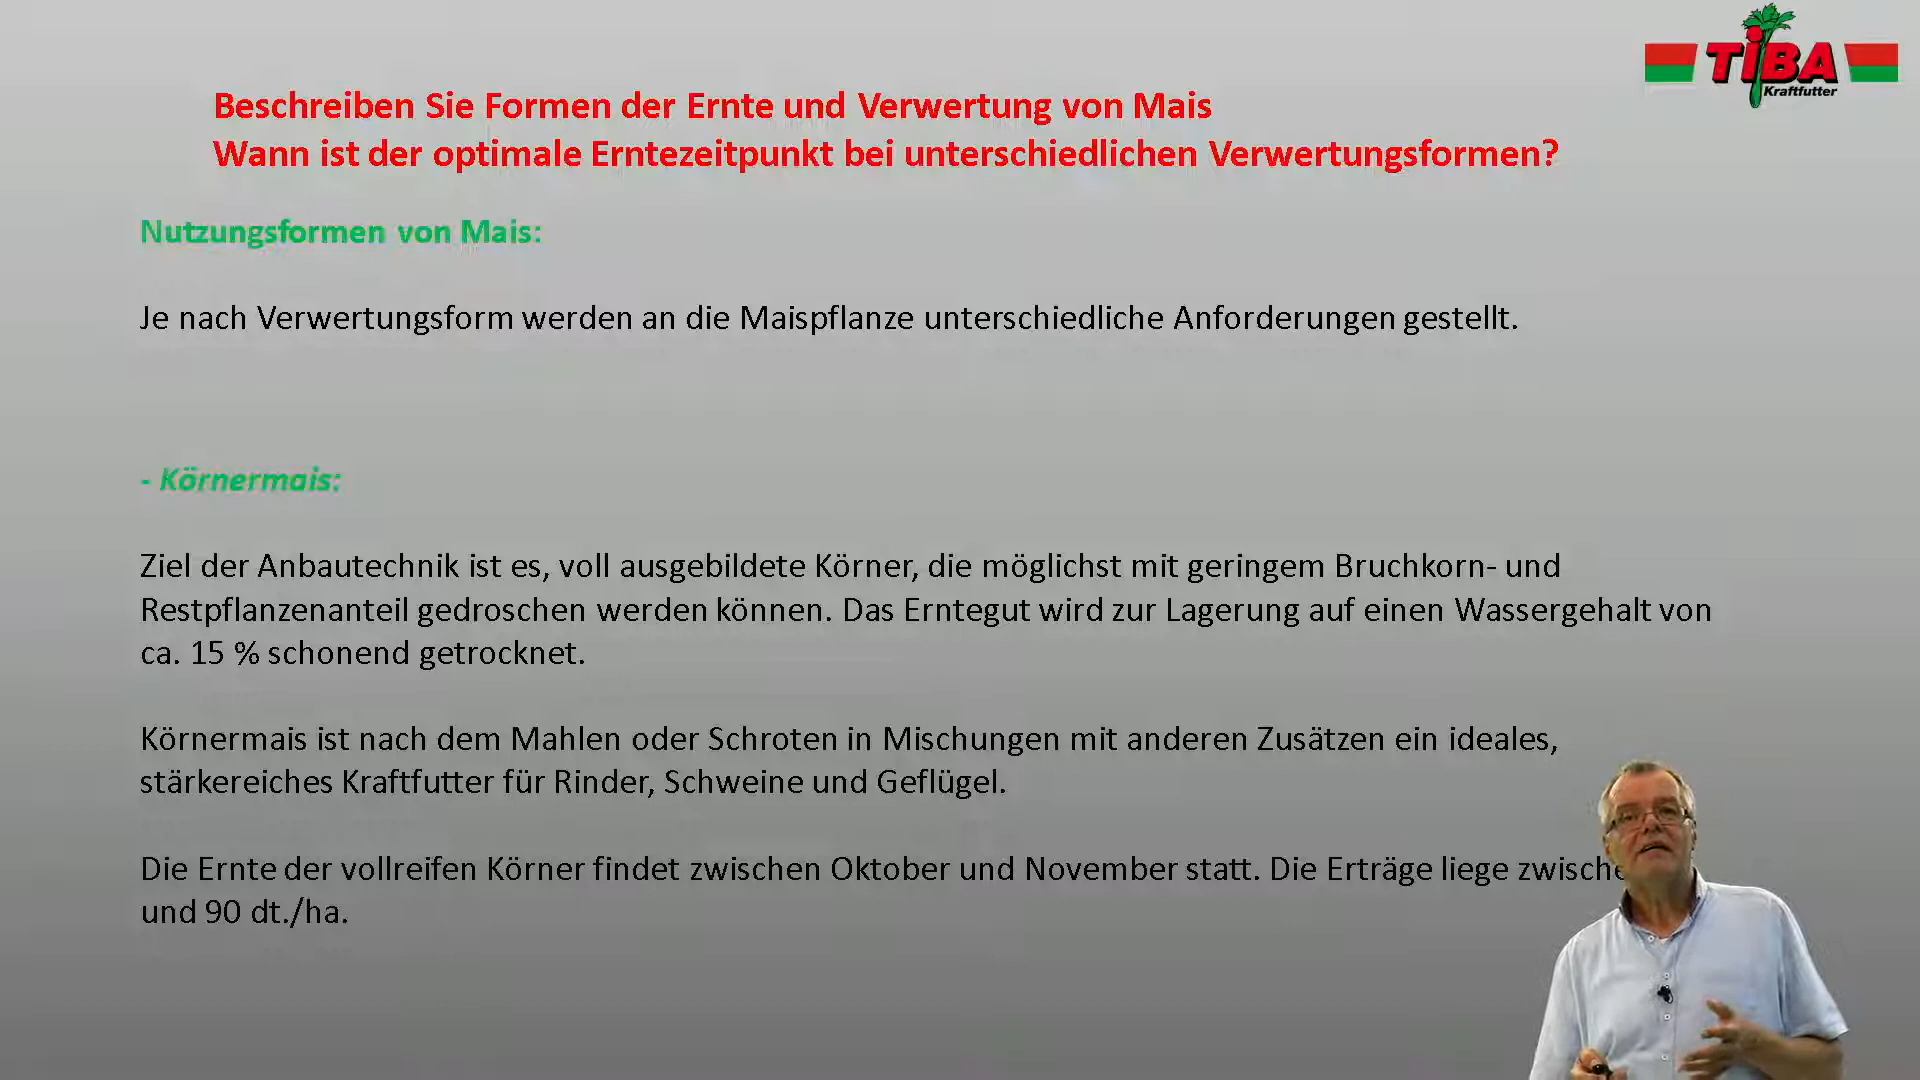 TiBA
Kraftfutter
Beschreiben Sie Formen der Ernte und Verwertung von Mais
Wann ist der optimale Erntezeitpunkt bei unterschiedlichen Verwertungsformen?
Nutzungsformen von Mais:
Je nach Verwertungsform werden an die Maispflanze unterschiedliche Anforderungen gestellt.
- Körnermais:
Ziel der Anbautechnik ist es, voll ausgebildete Körner, die möglichst mit geringem Bruchkorn- und
Restpflanzenanteil gedroschen werden können. Das Erntegut wird zur Lagerung auf einen Wassergehalt von
ca. 15 % schonend getrocknet.
Körnermais ist nach dem Mahlen oder Schroten in Mischungen mit anderen Zusätzen ein ideales,
stärkereiches Kraftfutter für Rinder, Schweine und Geflügel.
Die Ernte der vollreifen Körner findet zwischen Oktober und November statt. Die Erträge liege
und 90 dt./ha.